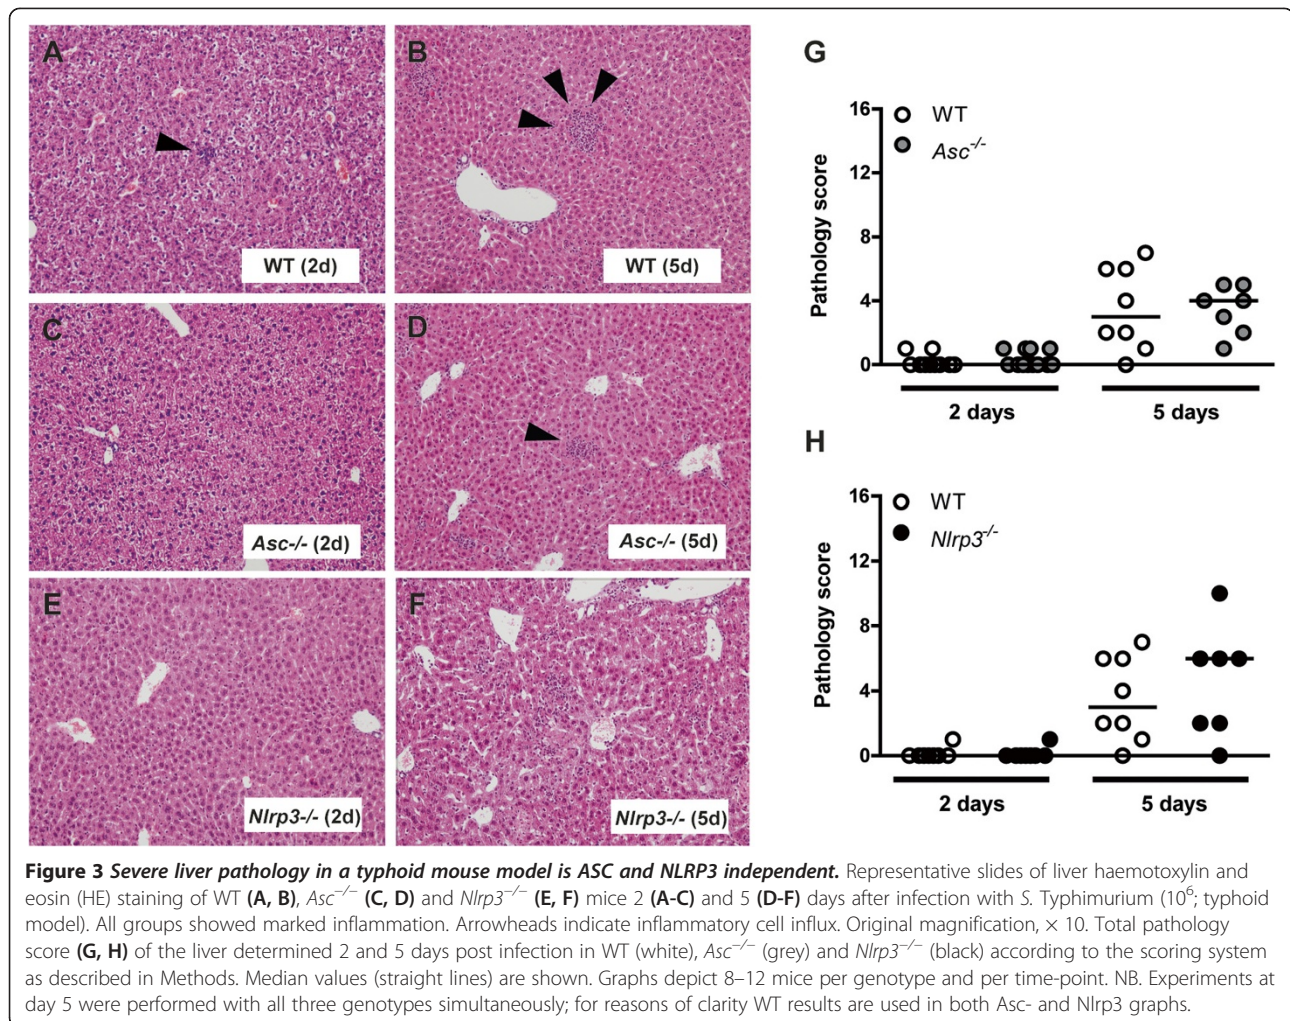 A
B
WT (2d)
WT (5d)
C
D
Asc-/- (2d)
Asc-/- (5d)
E
F
Nlrp3-/- (2d)
Nlrp3-/- (5d)
G
WT
Asc-/-
Pathology score
16
12
8
4
0
2 days
5 days
H
WT
Nlrp3-/-
Pathology score
16
12
8
4
0
2 days
5 days
Figure 3 Severe liver pathology in a typhoid mouse model is ASC and NLRP3 independent. Representative slides of liver haemotoxylin and
eosin (HE) staining of WT (A, B), Asc−/− (C, D) and Nlrp3−/− (E, F) mice 2 (A-C) and 5 (D-F) days after infection with S. Typhimurium (10⁶; typhoid
model). All groups showed marked inflammation. Arrowheads indicate inflammatory cell influx. Original magnification, × 10. Total pathology
score (G, H) of the liver determined 2 and 5 days post infection in WT (white), Asc−/− (grey) and Nlrp3−/− (black) according to the scoring system
as described in Methods. Median values (straight lines) are shown. Graphs depict 8–12 mice per genotype and per time-point. NB. Experiments at
day 5 were performed with all three genotypes simultaneously; for reasons of clarity WT results are used in both Asc- and Nlrp3 graphs.